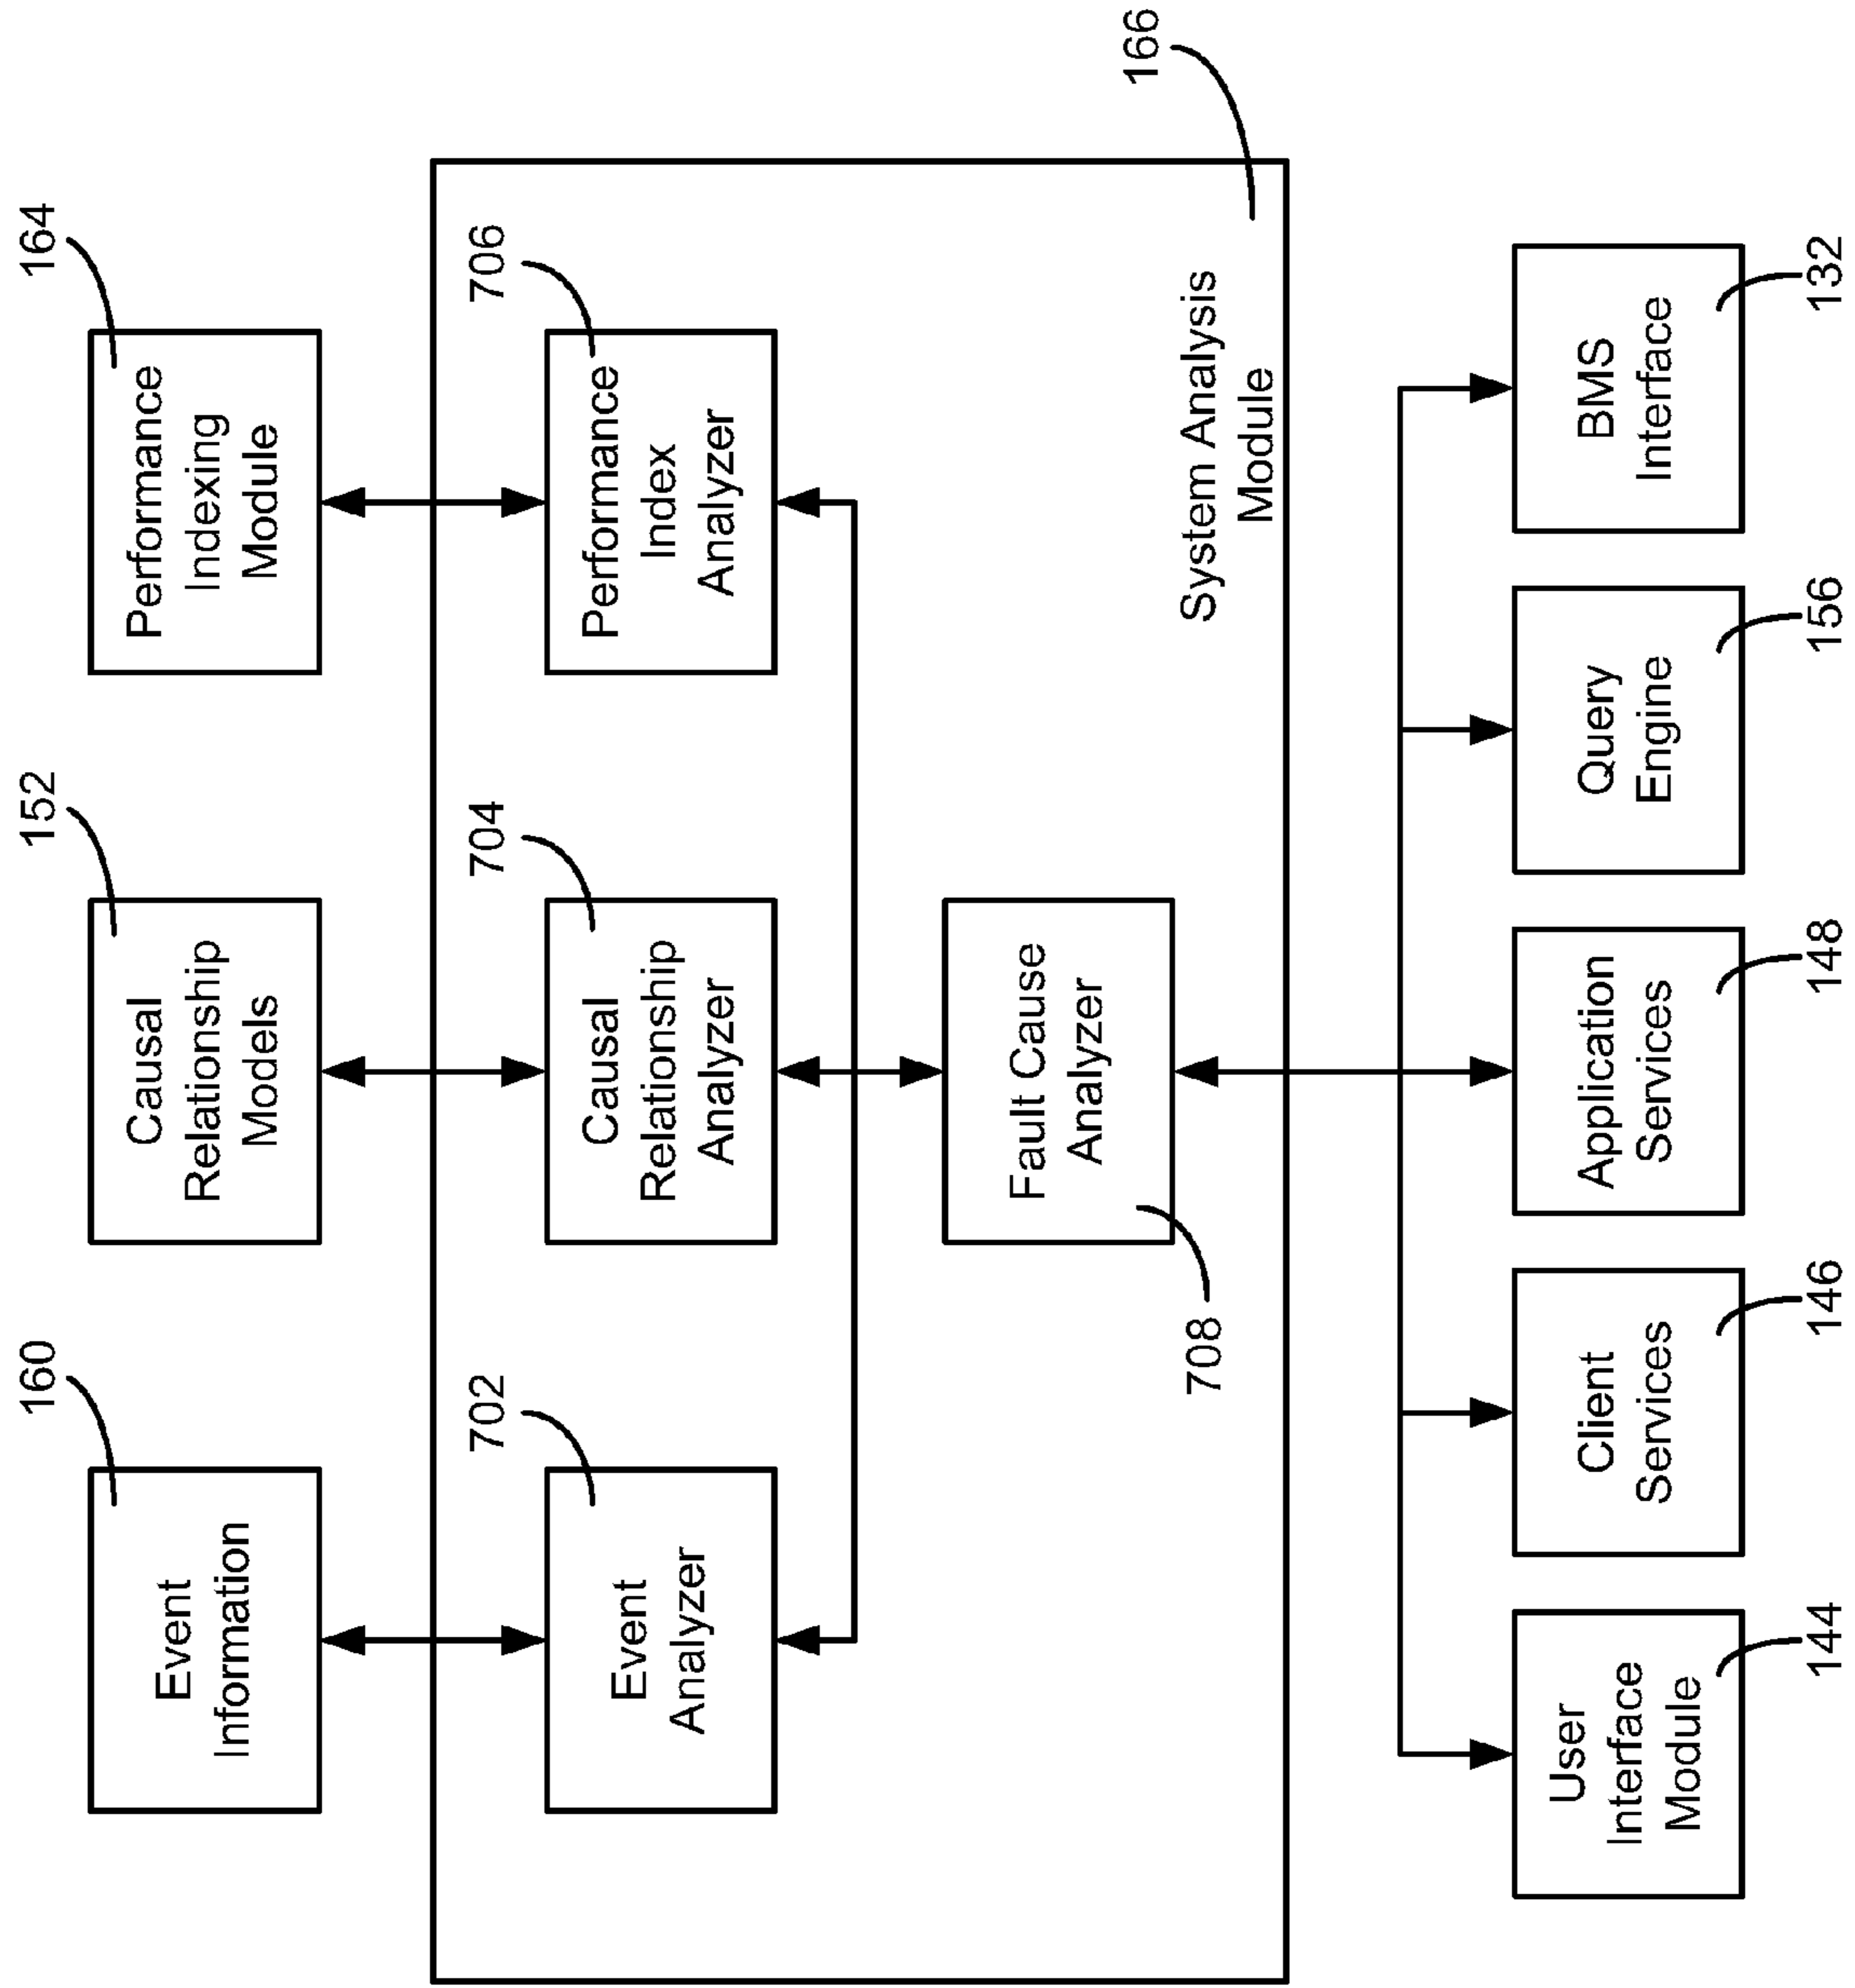 160
152
164
Event
Information
Causal
Relationship
Models
Performance
Indexing
Module
702
704
706
Event
Analyzer
Causal
Relationship
Analyzer
Performance
Index
Analyzer
Fault Cause
Analyzer
708
System Analysis
Module
166
User
Interface
Module
Client
Services
Application
Services
Query
Engine
BMS
Interface
144
146
148
156
132